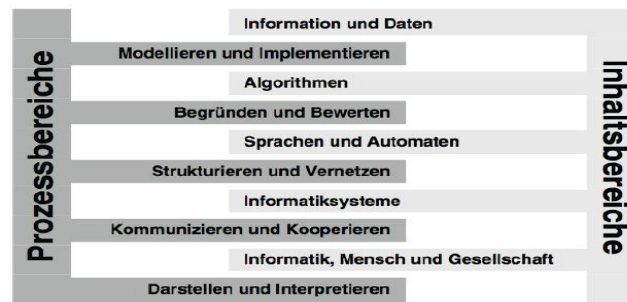 Prozessbereiche
Information und Daten
Modellieren und Implementieren
Algorithmen
Begründen und Bewerten
Sprachen und Automaten
Strukturieren und Vernetzen
Informatiksysteme
Kommunizieren und Kooperieren
Informatik, Mensch und Gesellschaft
Darstellen und Interpretieren
Inhaltsbereiche